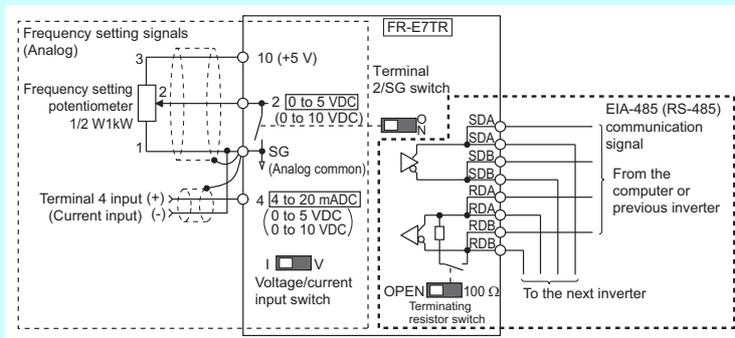 Frequency setting signals
(Analog)
FR-E7TR
3
10 (+5 V)
Frequency setting
potentiometer
1/2 W1kW
2
2 0 to 5 VDC
(0 to 10 VDC)
Terminal
2/SG switch
O
N
1
SG
(Analog common)
Terminal 4 input (+)
(Current input) (-)
4 4 to 20 mADC
(0 to 5 VDC
0 to 10 VDC)
I V
Voltage/current
input switch
SDA
SDA
SDB
SDB
RDA
RDA
RDB
RDB
EIA-485 (RS-485)
communication
signal
From the
computer or
previous inverter
OPEN 100 Ω
Terminating
resistor switch
To the next inverter